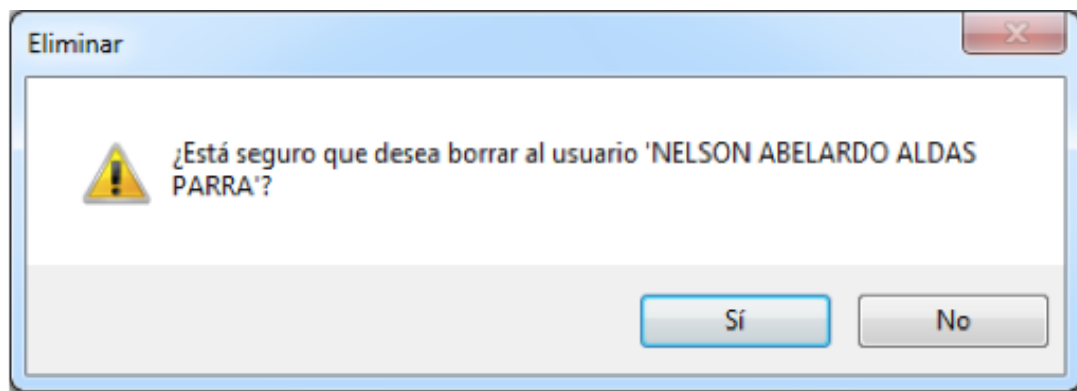 Eliminar
¿Está seguro que desea borrar al usuario 'NELSON ABELARDO ALDAS
PARRA'?
Sí
No